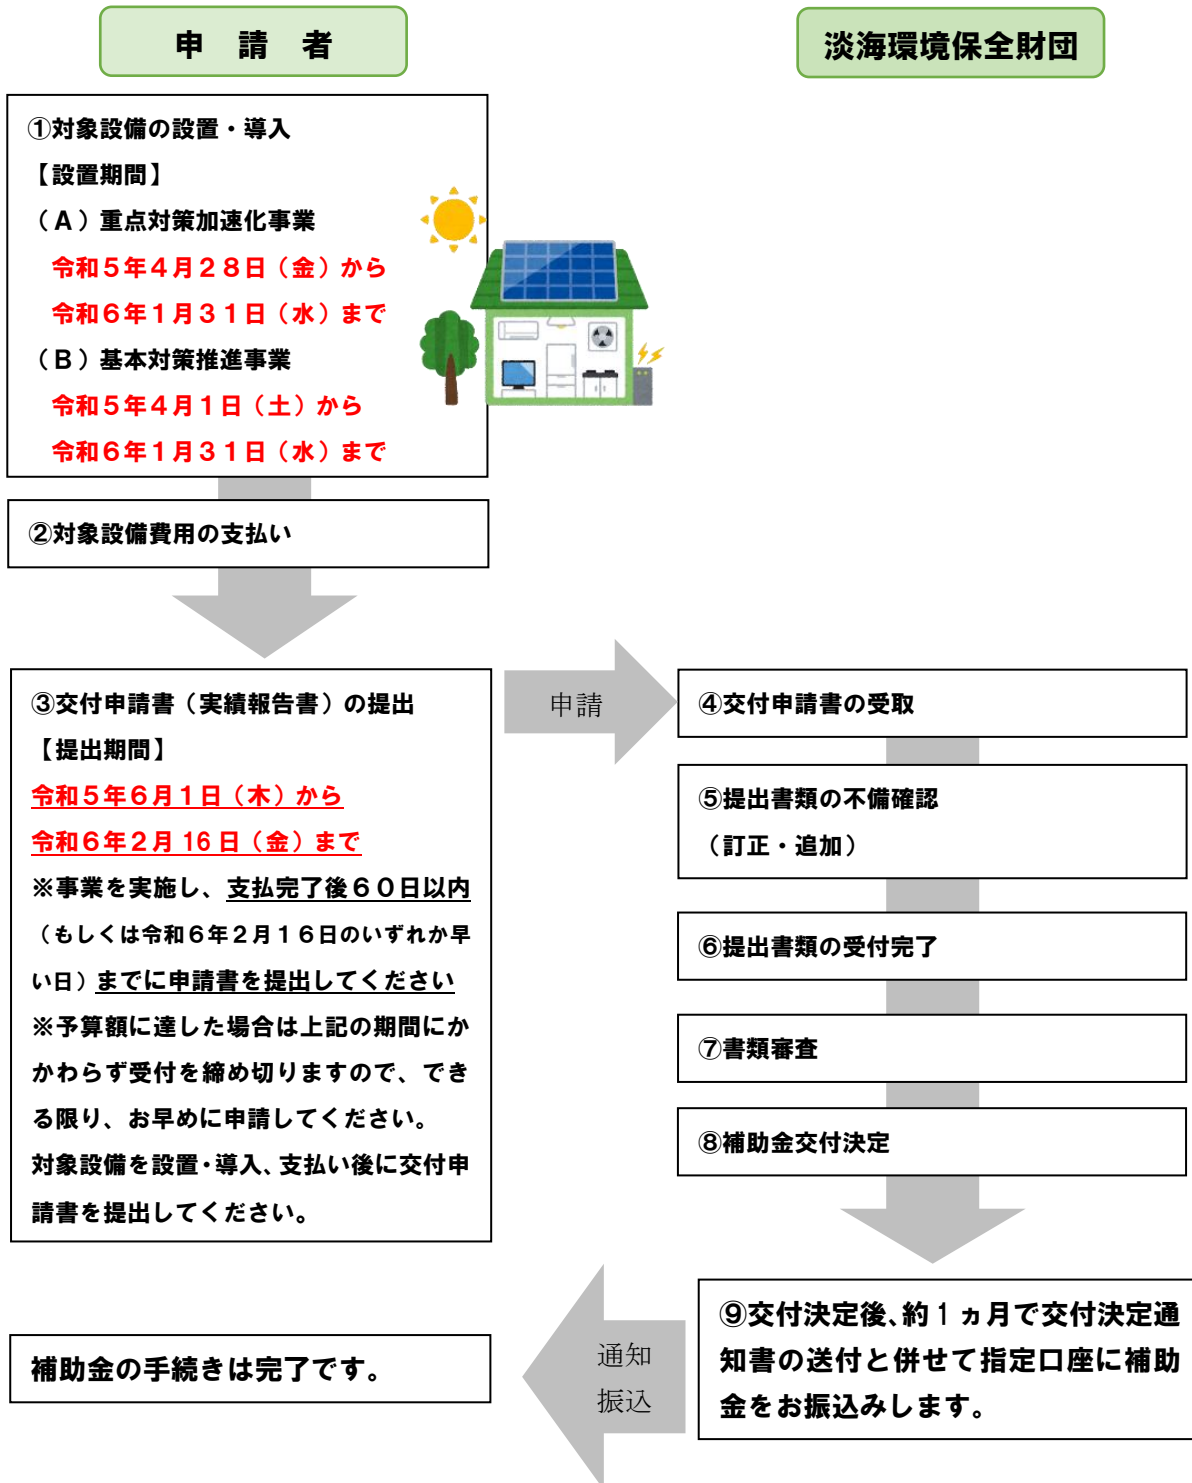 申　請　者
淡海環境保全財団
①対象設備の設置・導入
【設置期間】
（Ａ）重点対策加速化事業
令和５年４月２８日（金）から
令和６年１月３１日（水）まで
（Ｂ）基本対策推進事業
令和５年４月１日（土）から
令和６年１月３１日（水）まで
②対象設備費用の支払い
③交付申請書（実績報告書）の提出
【提出期間】
令和５年６月１日（木）から
令和６年２月 16 日（金）まで
※事業を実施し、支払完了後６０日以内
（もしくは令和６年２月１６日のいずれか早
い日）までに申請書を提出してください
※予算額に達した場合は上記の期間にか
かわらず受付を締め切りますので、でき
る限り、お早めに申請してください。
対象設備を設置・導入、支払い後に交付申
請書を提出してください。
申請
④交付申請書の受取
⑤提出書類の不備確認
（訂正・追加）
⑥提出書類の受付完了
⑦書類審査
⑧補助金交付決定
⑨交付決定後、約１ヵ月で交付決定通
知書の送付と併せて指定口座に補助
金をお振込みします。
通知
振込
補助金の手続きは完了です。